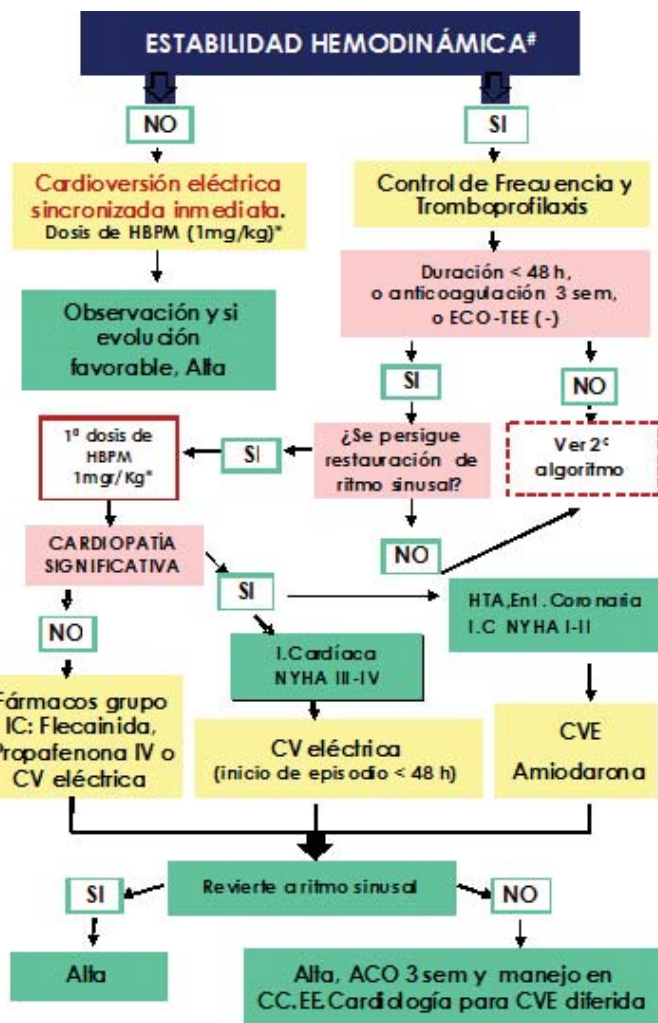 ESTABILIDAD HEMODINÁMICA#
NO
SI
Cardioversión eléctrica
sincronizada inmediata.
Dosis de HBPM (1mg/kg)*
Control de Frecuencia y
Tromboprofilaxis
Observación y si
evolución
favorable, Alta
Duración < 48 h,
o anticoagulación 3 sem,
o ECO-TEE (-)
SI
NO
1ª dosis de
HBPM
1mgr/Kg*
SI
¿Se persigue
restauración de
ritmo sinusal?
Ver 2º
algoritmo
NO
CARDIOPATÍA
SIGNIFICATIVA
SI
NO
HTA,Enf. Coronaria
I.C NYHA I-II
I.Cardíaca
NYHA III-IV
Fármacos grupo
IC: Flecainida,
Propafenona IV o
CV eléctrica
CV eléctrica
(inicio de episodio < 48 h)
CVE
Amiodarona
Revierte a ritmo sinusal
SI
NO
Alta
Alta, ACO 3 sem y manejo en
CC.EE.Cardiología para CVE diferida